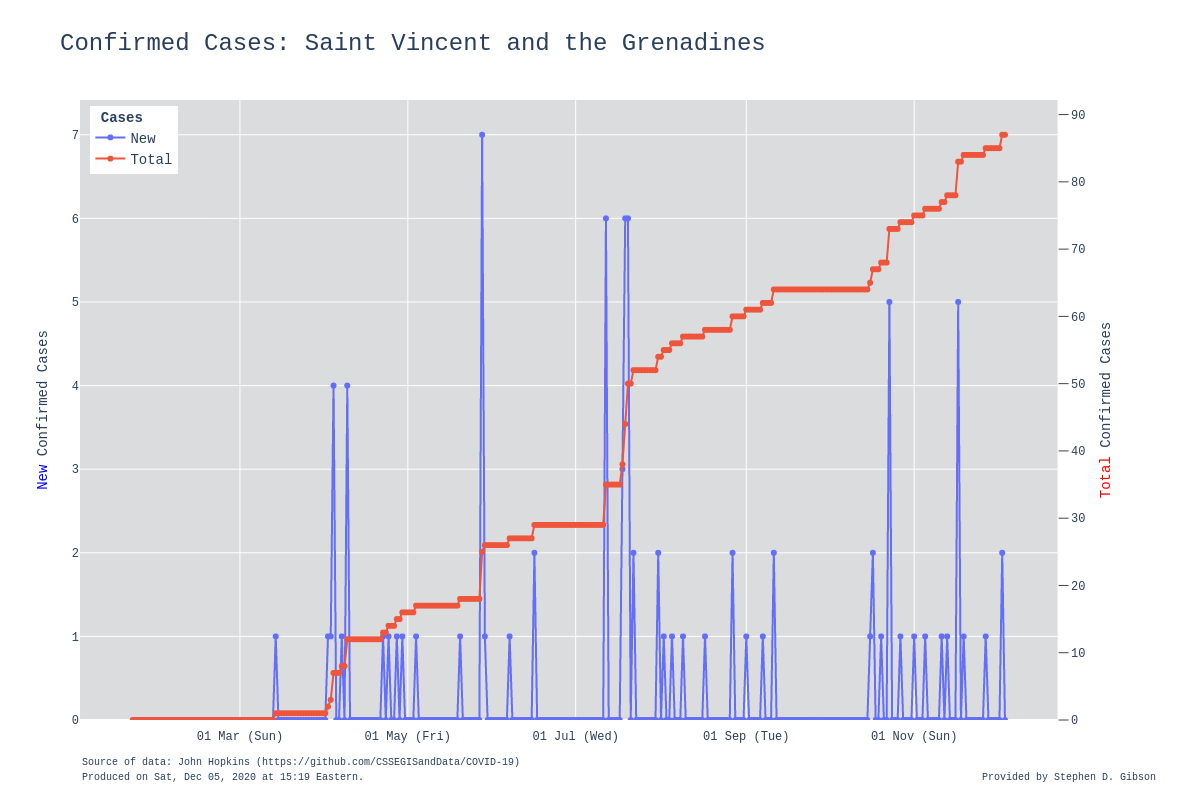 Confirmed Cases: Saint Vincent and the Grenadines
Cases
New
Total
7
6
5
4
3
2
1
0
New Confirmed Cases
90
80
70
60
50
40
30
20
10
0
Total Confirmed Cases
01 Mar (Sun)
01 May (Fri)
01 Jul (Wed)
01 Sep (Tue)
01 Nov (Sun)
Source of data: John Hopkins (https://github.com/CSSEGISandData/COVID-19)
Produced on Sat, Dec 05, 2020 at 15:19 Eastern.
Provided by Stephen D. Gibson